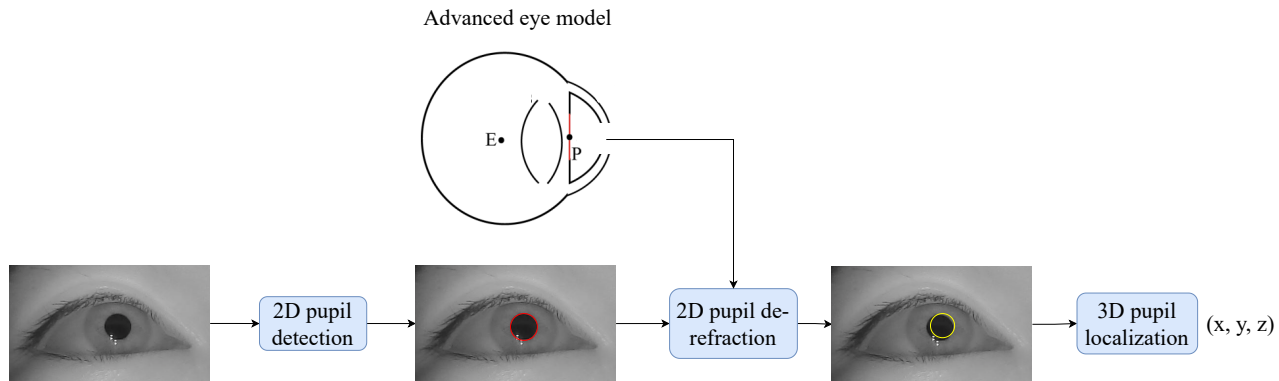 Advanced eye model
E
P
2D pupil
detection
2D pupil de-
refraction
3D pupil
localization
(x, y, z)